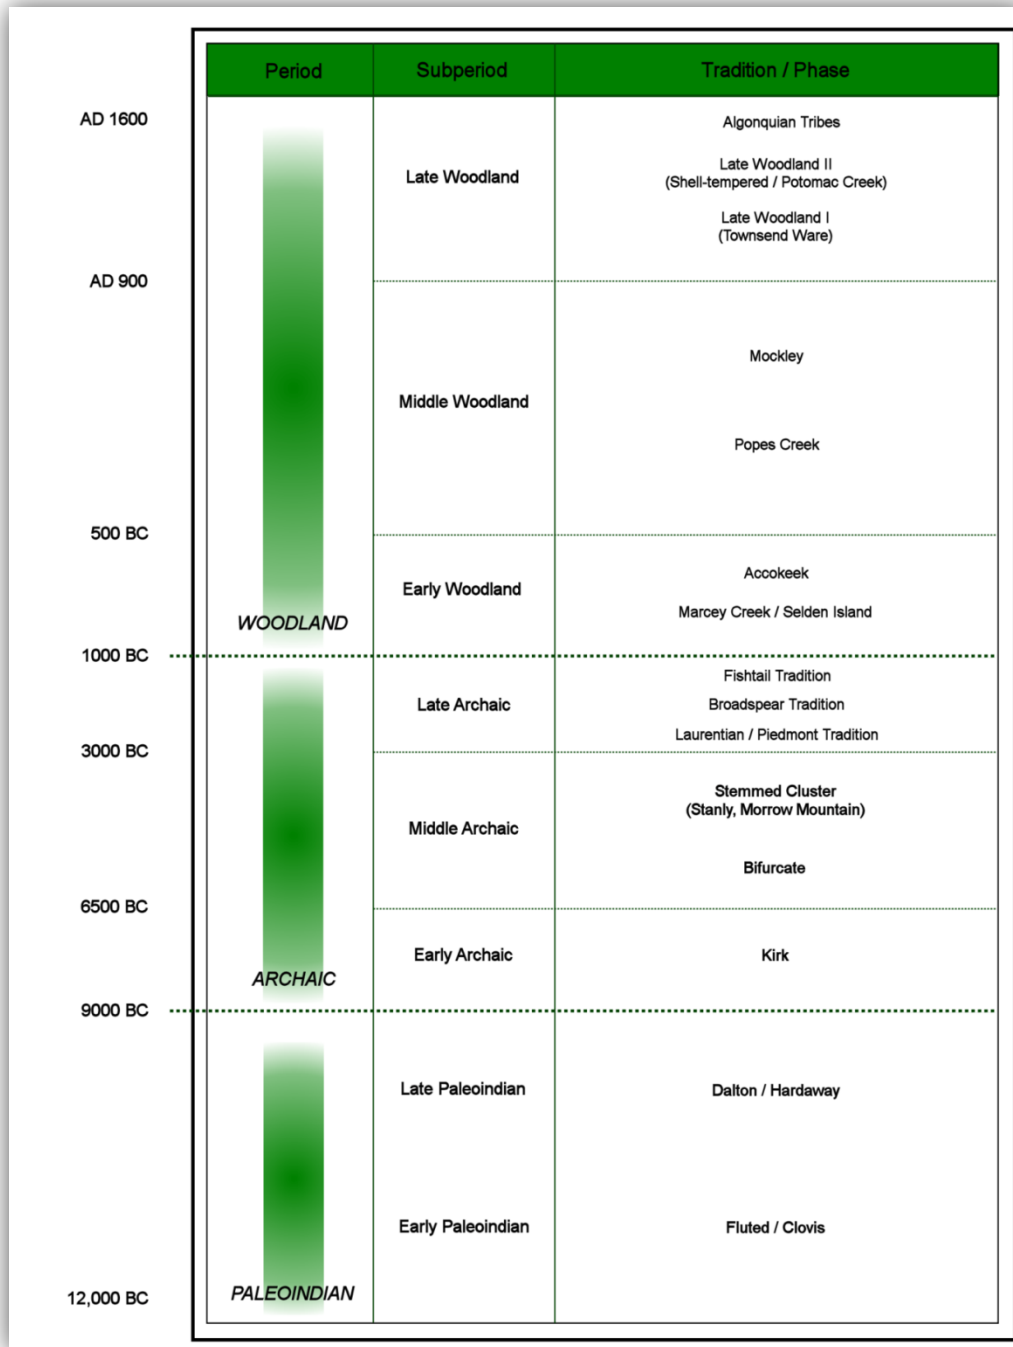 Period Subperiod Tradition / Phase
AD 1600
Algonquian Tribes
Late Woodland
Late Woodland II
(Shell-tempered / Potomac Creek)
Late Woodland I
(Townsend Ware)
AD 900
Mockley
Middle Woodland
Popes Creek
500 BC
Accokeek
Early Woodland
Marcey Creek / Selden Island
WOODLAND
1000 BC
Fishtail Tradition
Late Archaic
Broadspear Tradition
Laurentian / Piedmont Tradition
3000 BC
Stemmed Cluster
(Stanly, Morrow Mountain)
Middle Archaic
Bifurcate
6500 BC
Early Archaic
Kirk
ARCHAIC
9000 BC
Late Paleoindian
Dalton / Hardaway
Early Paleoindian
Fluted / Clovis
PALEOINDIAN
12,000 BC